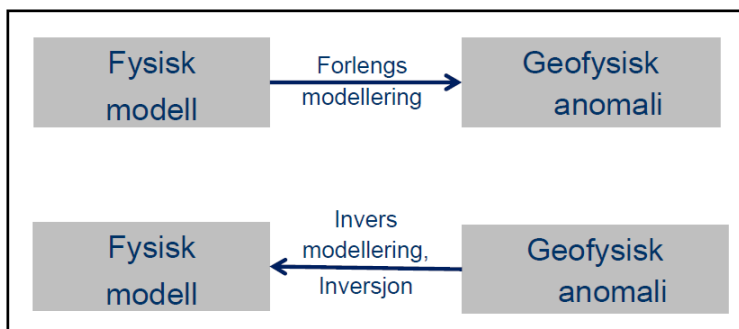 Fysisk
modell
Forlengs
modellering
Geofysisk
anomali
Fysisk
modell
Invers
modellering,
Inversjon
Geofysisk
anomali